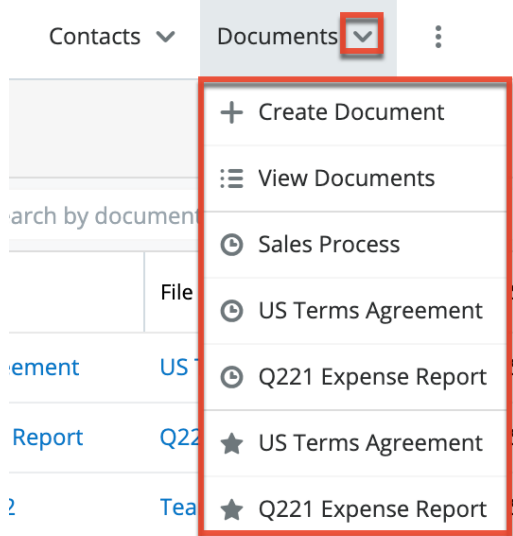 Contacts
Documents
Create Document
View Documents
arch by document
Sales Process
File
US Terms Agreement
ement
US
Q221 Expense Report
Report
Q22
US Terms Agreement
2
Tea
Q221 Expense Report